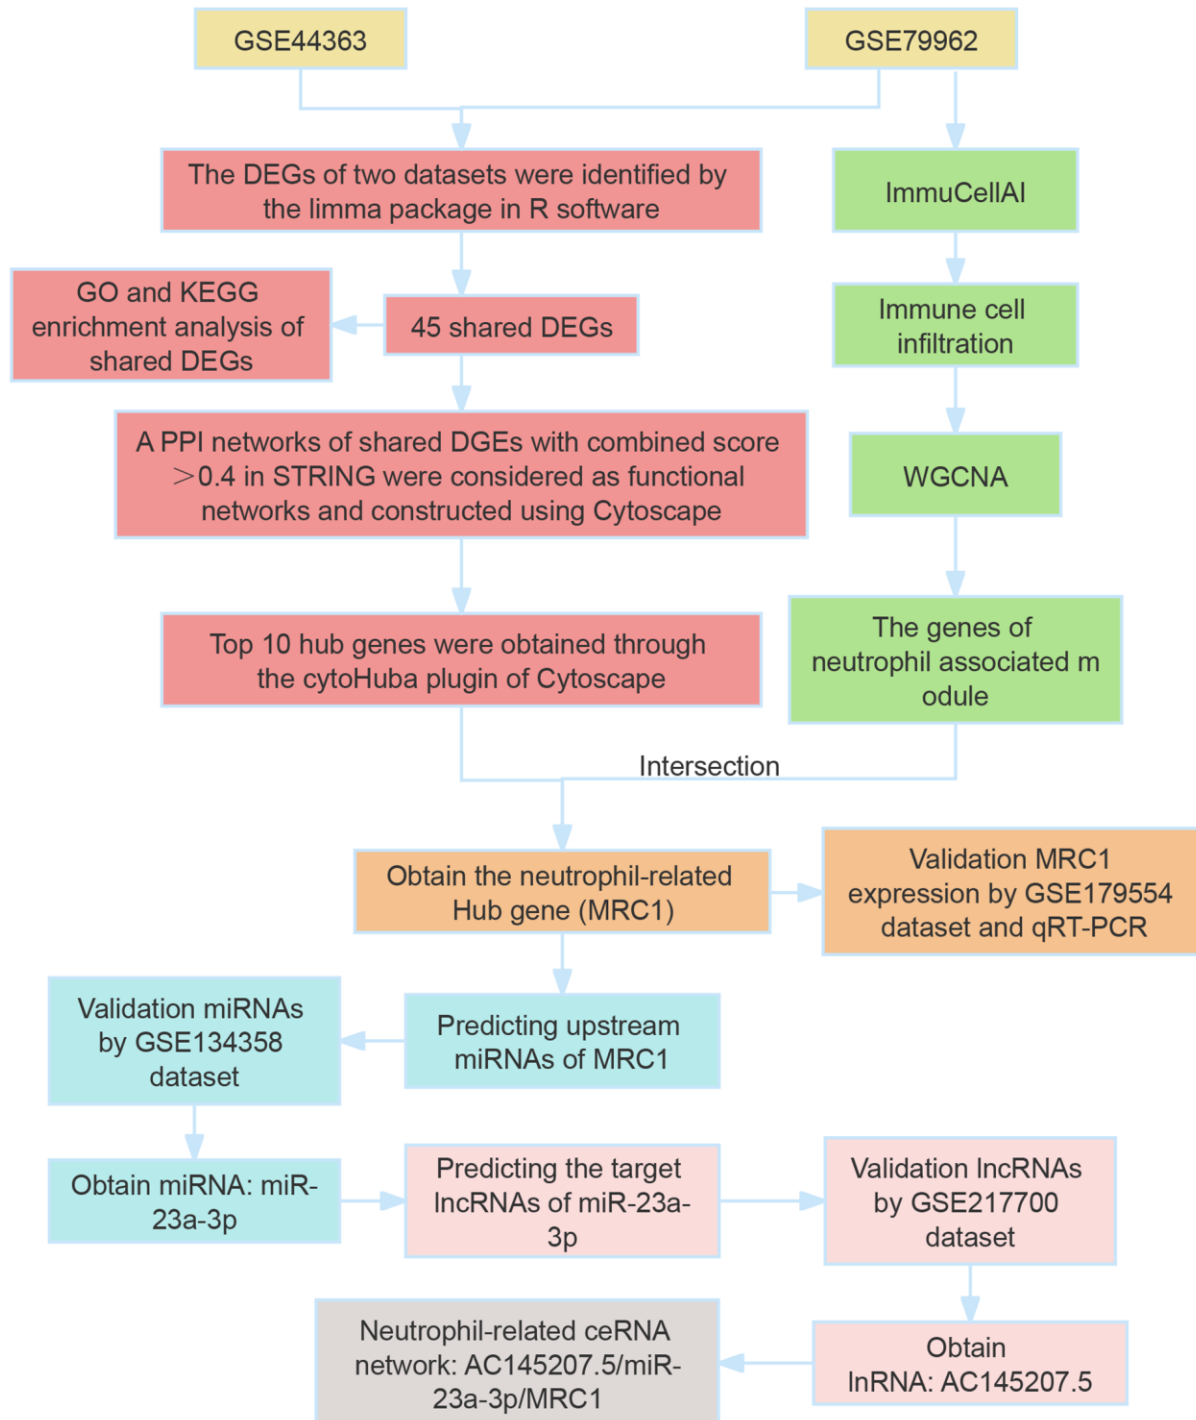 GSE44363
GSE79962
The DEGs of two datasets were identified by
the limma package in R software
ImmuCellAI
GO and KEGG
enrichment analysis of
shared DEGs
45 shared DEGs
Immune cell
infiltration
A PPI networks of shared DGEs with combined score
>0.4 in STRING were considered as functional
networks and constructed using Cytoscape
WGCNA
Top 10 hub genes were obtained through
the cytoHuba plugin of Cytoscape
The genes of
neutrophil associated m
odule
Intersection
Obtain the neutrophil-related
Hub gene (MRC1)
Validation MRC1
expression by GSE179554
dataset and qRT-PCR
Validation miRNAs
by GSE134358
dataset
Predicting upstream
miRNAs of MRC1
Obtain miRNA: miR-
23a-3p
Predicting the target
lncRNAs of miR-23a-
3p
Validation lncRNAs
by GSE217700
dataset
Neutrophil-related ceRNA
network: AC145207.5/miR-
23a-3p/MRC1
Obtain
lnRNA: AC145207.5